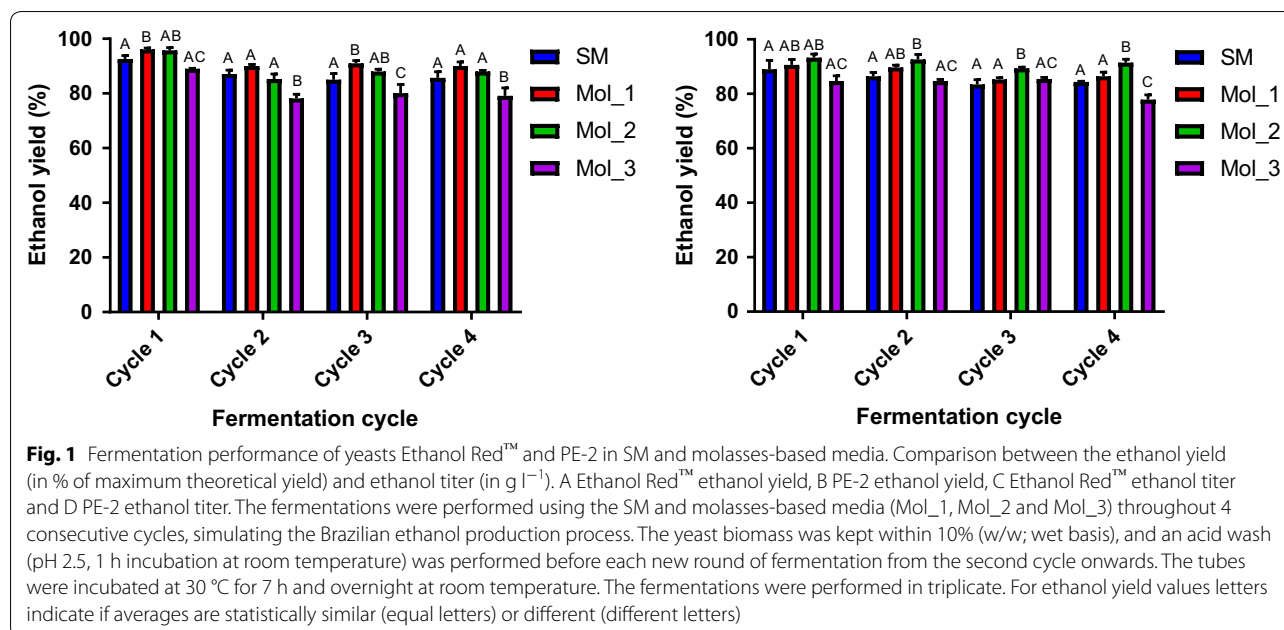 A B AB AC A A A B A B AB C A A A B
100
80
60
40
20
0
Ethanol yield (%)
Cycle 1 Cycle 2 Cycle 3 Cycle 4
Fermentation cycle
SM
Mol_1
Mol_2
Mol_3
A AB AB AC A AB B AC A A B AC A A B C
100
80
60
40
20
0
Ethanol yield (%)
Cycle 1 Cycle 2 Cycle 3 Cycle 4
Fermentation cycle
SM
Mol_1
Mol_2
Mol_3
Fig. 1 Fermentation performance of yeasts Ethanol Red™ and PE-2 in SM and molasses-based media. Comparison between the ethanol yield
(in % of maximum theoretical yield) and ethanol titer (in g l⁻¹). A Ethanol Red™ ethanol yield, B PE-2 ethanol yield, C Ethanol Red™ ethanol titer
and D PE-2 ethanol titer. The fermentations were performed using the SM and molasses-based media (Mol_1, Mol_2 and Mol_3) throughout 4
consecutive cycles, simulating the Brazilian ethanol production process. The yeast biomass was kept within 10% (w/w; wet basis), and an acid wash
(pH 2.5, 1 h incubation at room temperature) was performed before each new round of fermentation from the second cycle onwards. The tubes
were incubated at 30 °C for 7 h and overnight at room temperature. The fermentations were performed in triplicate. For ethanol yield values letters
indicate if averages are statistically similar (equal letters) or different (different letters)